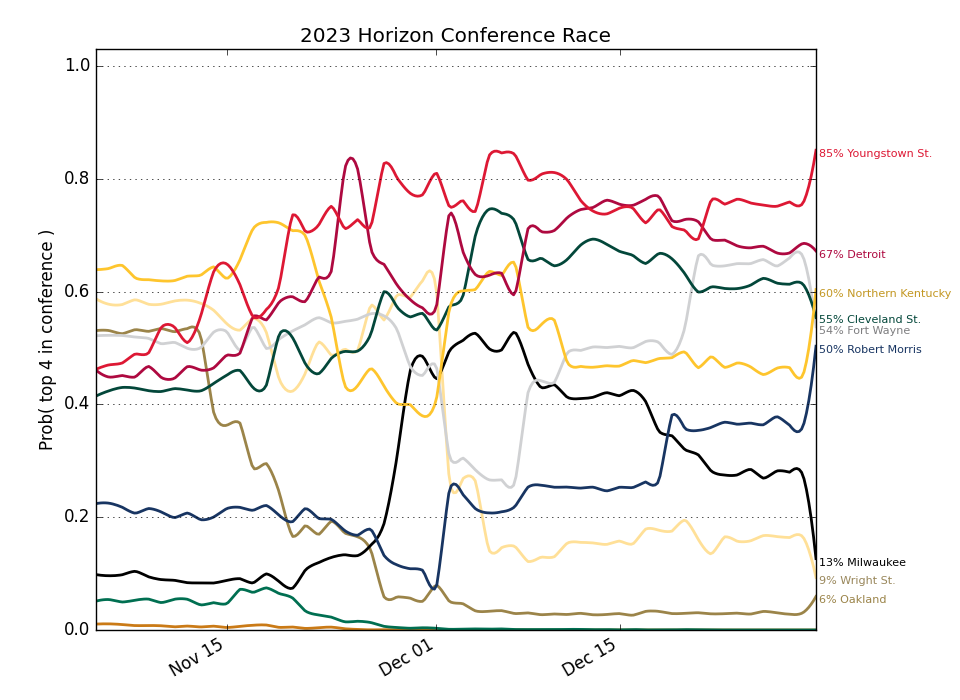 2023 Horizon Conference Race
Prob( top 4 in conference )
1.0
0.8
0.6
0.4
0.2
0.0
Nov 15
Dec 01
Dec 15
85% Youngstown St.
67% Detroit
60% Northern Kentucky
55% Cleveland St.
54% Fort Wayne
50% Robert Morris
13% Milwaukee
9% Wright St.
6% Oakland